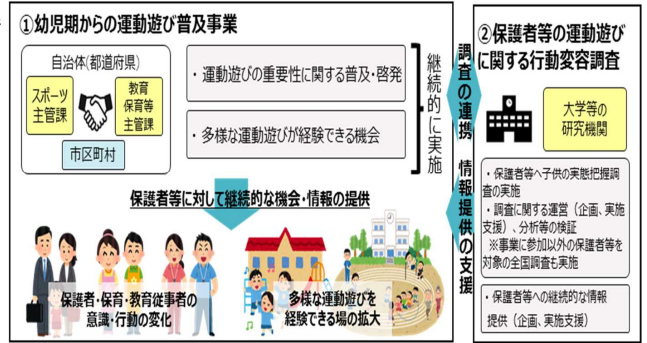 ①幼児期からの運動遊び普及事業
自治体(都道府県)
スポーツ
主管課
教育
保育等
主管課
市区町村
・運動遊びの重要性に関する普及・啓発
・多様な運動遊びが経験できる機会
継続的に実施
保護者等に対して継続的な機会・情報の提供
保護者・保育・教育従事者の
意識・行動の変化
多様な運動遊びを
経験できる場の拡大
調査の連携
情報提供の支援
②保護者等の運動遊び
に関する行動変容調査
大学等の
研究機関
・保護者等へ子供の実態把握調
査の実施
・調査に関する運営（企画、実施
支援）、分析等の検証
※事業に参加以外の保護者等を
対象の全国調査も実施
・保護者等への継続的な情報
提供（企画、実施支援）